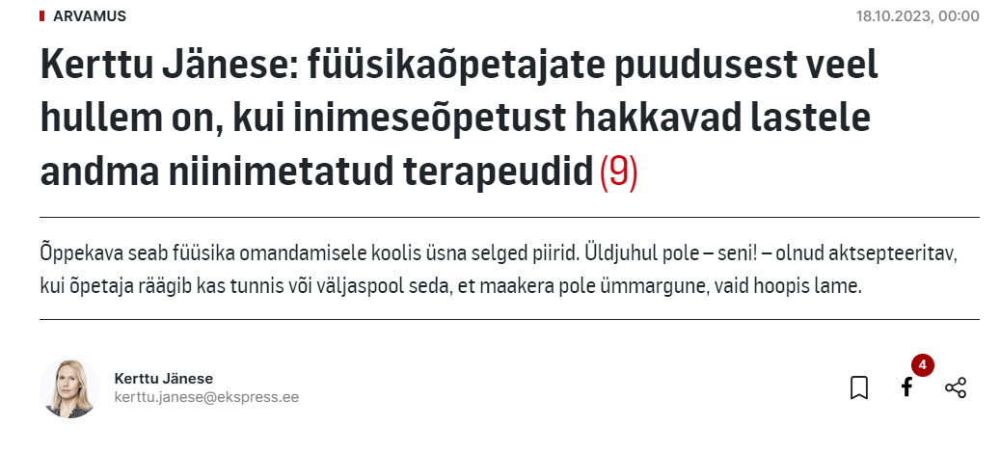 ARVAMUS
18.10.2023, 00:00
Kerttu Jänese: füüsikaõpetajate puudusest veel
hullem on, kui inimeseõpetust hakkavad lastele
andma niinimetatud terapeudid (9)
Õppekava seab füüsika omandamisele koolis üsna selged piirid. Üldjuhul pole – seni! – olnud aktsepteeritav,
kui õpetaja räägib kas tunnis või väljaspool seda, et maakera pole ümmargune, vaid hoopis lame.
Kerttu Jänese
kerttu.janese@ekspress.ee
4